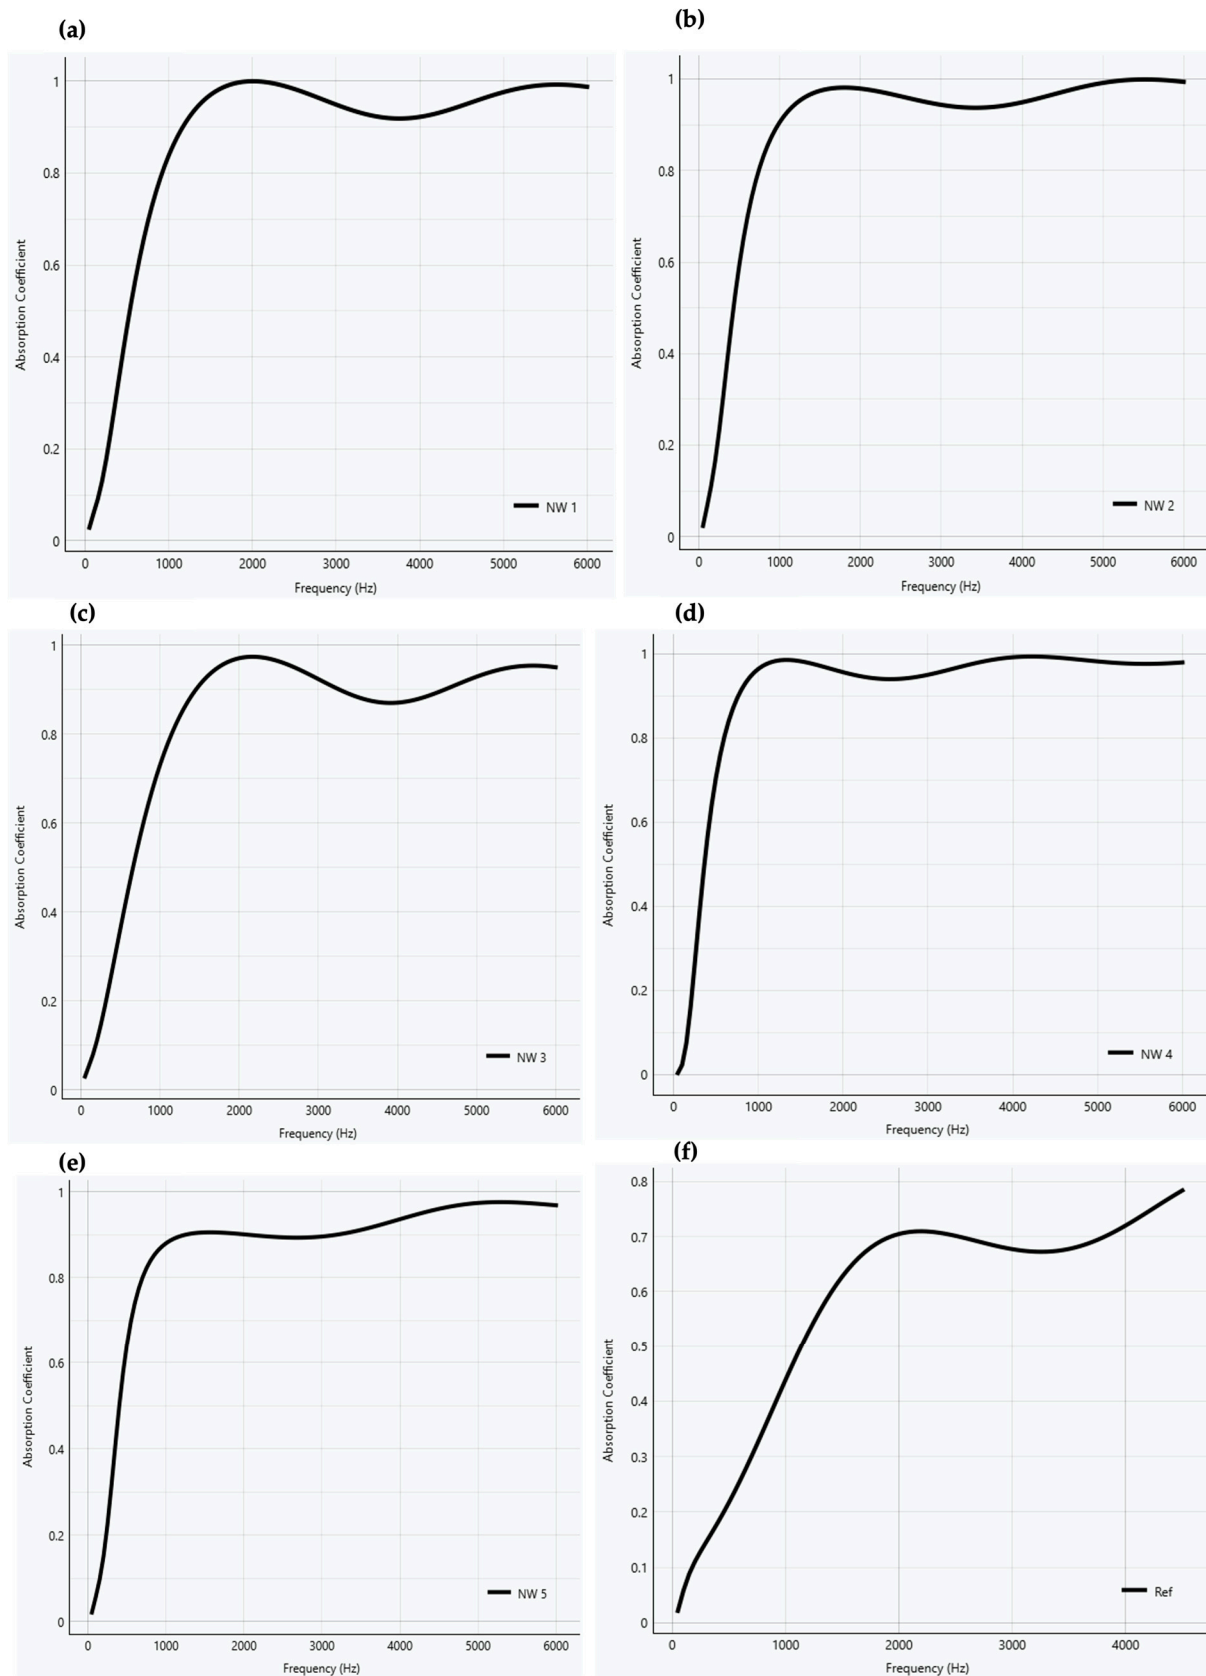 (a)
1
0.8
0.6
0.4
0.2
0
Absorption Coefficient
NW 1
0 1000 2000 3000 4000 5000 6000
Frequency (Hz)
(b)
1
0.8
0.6
0.4
0.2
0
Absorption Coefficient
NW 2
0 1000 2000 3000 4000 5000 6000
Frequency (Hz)
(c)
1
0.8
0.6
0.4
0.2
0
Absorption Coefficient
NW 3
0 1000 2000 3000 4000 5000 6000
Frequency (Hz)
(d)
1
0.8
0.6
0.4
0.2
0
Absorption Coefficient
NW 4
0 1000 2000 3000 4000 5000 6000
Frequency (Hz)
(e)
1
0.8
0.6
0.4
0.2
0
Absorption Coefficient
NW 5
0 1000 2000 3000 4000 5000 6000
Frequency (Hz)
(f)
0.8
0.7
0.6
0.5
0.4
0.3
0.2
0.1
0
Absorption Coefficient
Ref
0 1000 2000 3000 4000
Frequency (Hz)